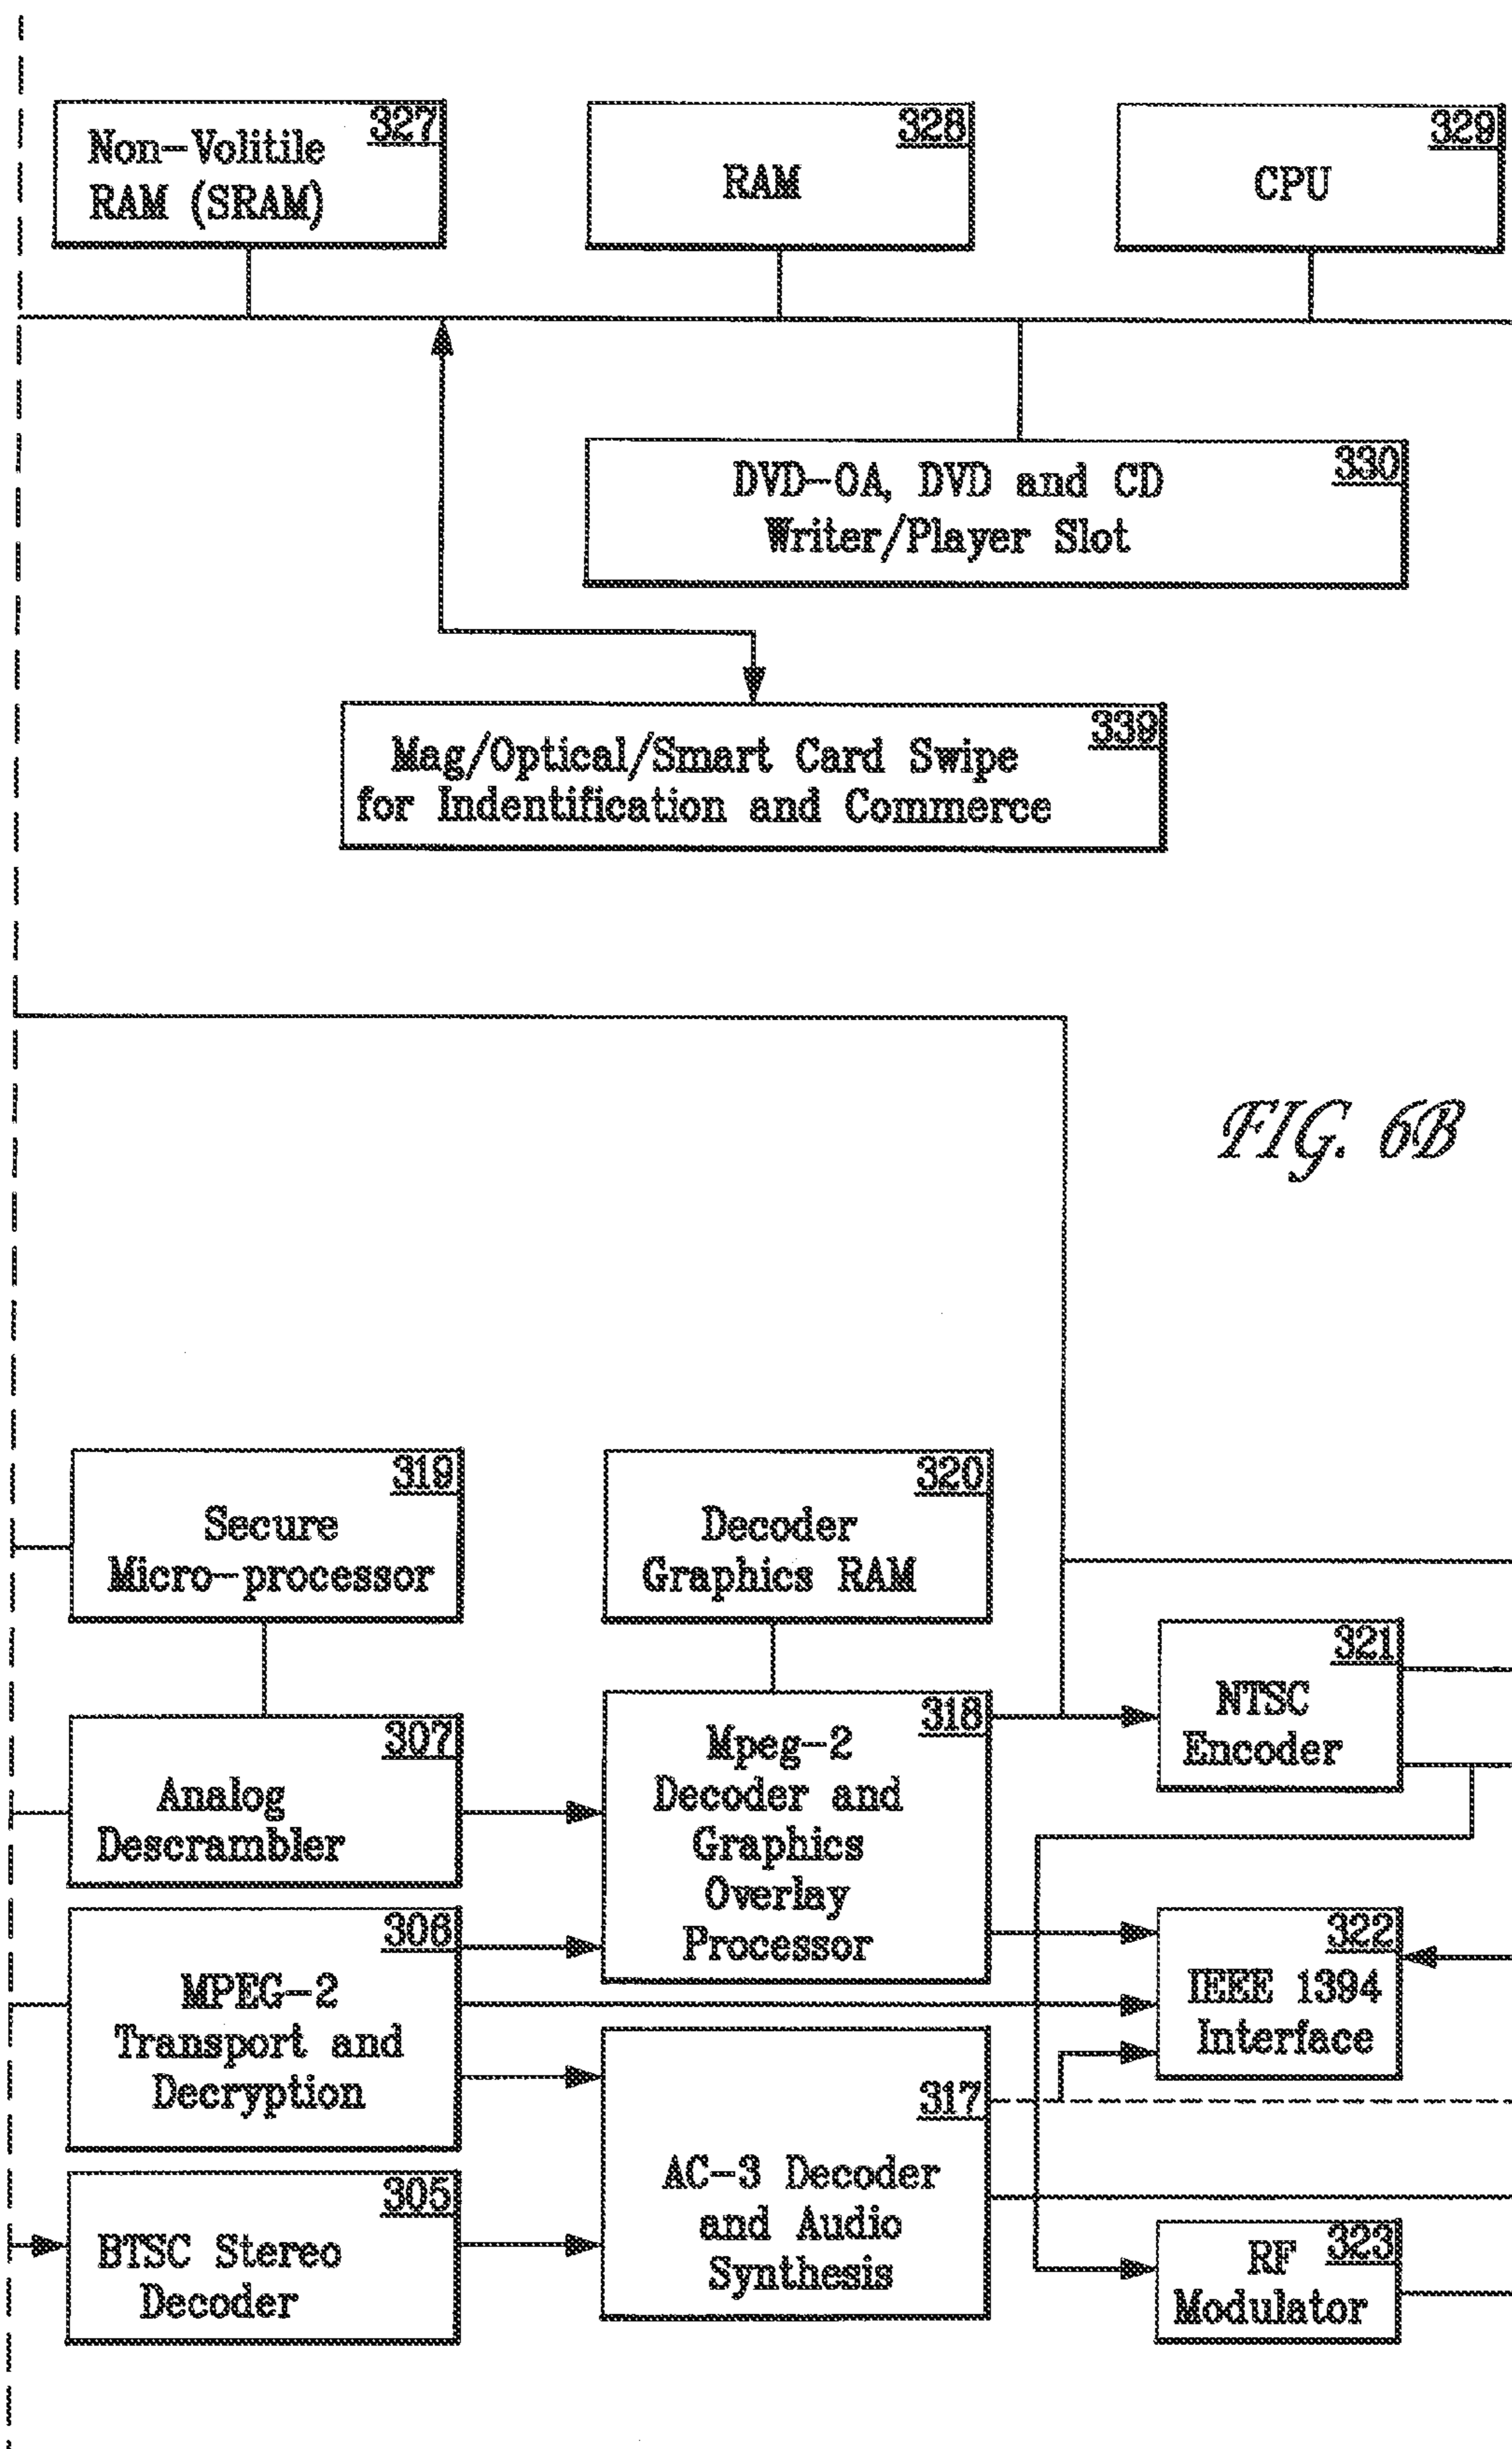 327
Non-Volitile
RAM (SRAM)
328
RAM
329
CPU
330
DVD-OA, DVD and CD
Writer/Player Slot
339
Mag/Optical/Smart Card Swipe
for Indentification and Commerce
FIG. 6B
319
Secure
Micro-processor
320
Decoder
Graphics RAM
321
NTSC
Encoder
307
Analog
Descrambler
318
Mpeg-2
Decoder and
Graphics
Overlay
Processor
306
MPEG-2
Transport and
Decryption
322
IEEE 1394
Interface
317
AC-3 Decoder
and Audio
Synthesis
305
BTSC Stereo
Decoder
323
RF
Modulator